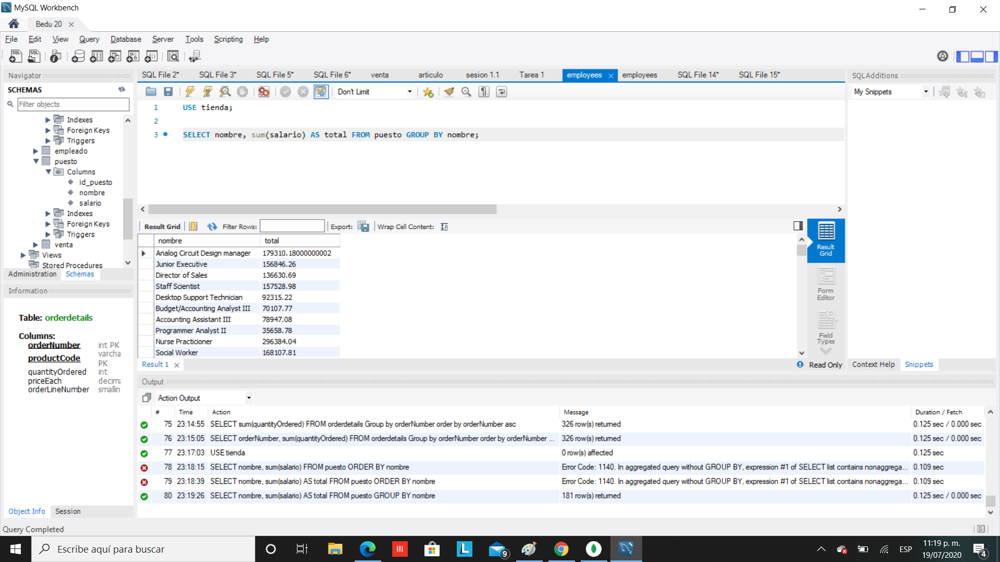 MySQL Workbench
Bedu 20
File Edit View Query Database Server Tools Scripting Help
Navigator
SCHEMAS
Filter objects
Indexes
Foreign Keys
Triggers
empleado
puesto
Columns
id_puesto
nombre
salario
Indexes
Foreign Keys
Triggers
venta
Views
Stored Procedures
Administration Schemas
Information
Table: orderdetails
Columns:
orderNumber int PK
productCode varcha
PK
quantityOrdered int
priceEach decima
orderLineNumber smallin
Object Info Session
SQL File 2* SQL File 3* SQL File 5* SQL File 6* venta articulo sesion 1.1 Tarea 1 employees employees SQL File 14* SQL File 15*
Don't Limit
1 USE tienda;
2
3 SELECT nombre, sum(salario) AS total FROM puesto GROUP BY nombre;
Result Grid Filter Rows: Export: Wrap Cell Content:
nombre total
Analog Circuit Design manager 179310.18000000002
Junior Executive 156846.26
Director of Sales 136630.69
Staff Scientist 157528.98
Desktop Support Technician 92315.22
Budget/Accounting Analyst III 70107.77
Accounting Assistant III 78947.08
Programmer Analyst II 35658.78
Nurse Practicioner 296384.04
Social Worker 168107.81
Result Grid
Form Editor
Field Types
Result 1 Read Only
SQLAdditions
My Snippets
Context Help Snippets
Output
Action Output
# Time Action Message Duration / Fetch
75 23:14:55 SELECT sum(quantityOrdered) FROM orderdetails Group by orderNumber order by orderNumber asc 326 row(s) returned 0.125 sec / 0.000 sec
76 23:15:05 SELECT orderNumber, sum(quantityOrdered) FROM orderdetails Group by orderNumber order by orderNumber ... 326 row(s) returned 0.125 sec / 0.000 sec
77 23:17:03 USE tienda 0 row(s) affected 0.125 sec
78 23:18:15 SELECT nombre, sum(salario) FROM puesto ORDER BY nombre Error Code: 1140. In aggregated query without GROUP BY, expression #1 of SELECT list contains nonaggrega... 0.109 sec
79 23:18:39 SELECT nombre, sum(salario) AS total FROM puesto ORDER BY nombre Error Code: 1140. In aggregated query without GROUP BY, expression #1 of SELECT list contains nonaggrega... 0.109 sec
80 23:19:26 SELECT nombre, sum(salario) AS total FROM puesto GROUP BY nombre 181 row(s) returned 0.125 sec / 0.000 sec
Query Completed
Escribe aquí para buscar
9
ESP
11:19 p. m.
19/07/2020
4